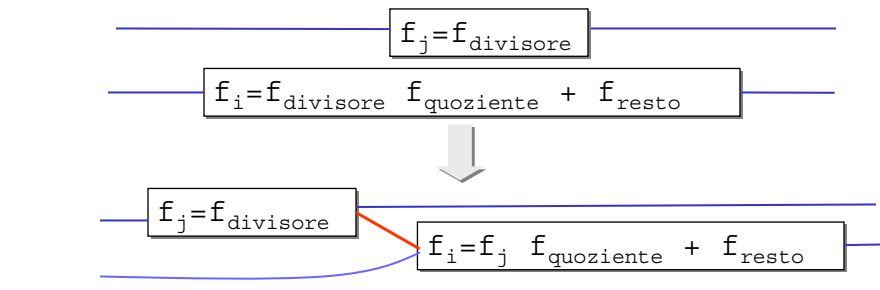 f_j=f_divisore
f_i=f_divisore f_quoziente + f_resto
f_j=f_divisore
f_i=f_j f_quoziente + f_resto